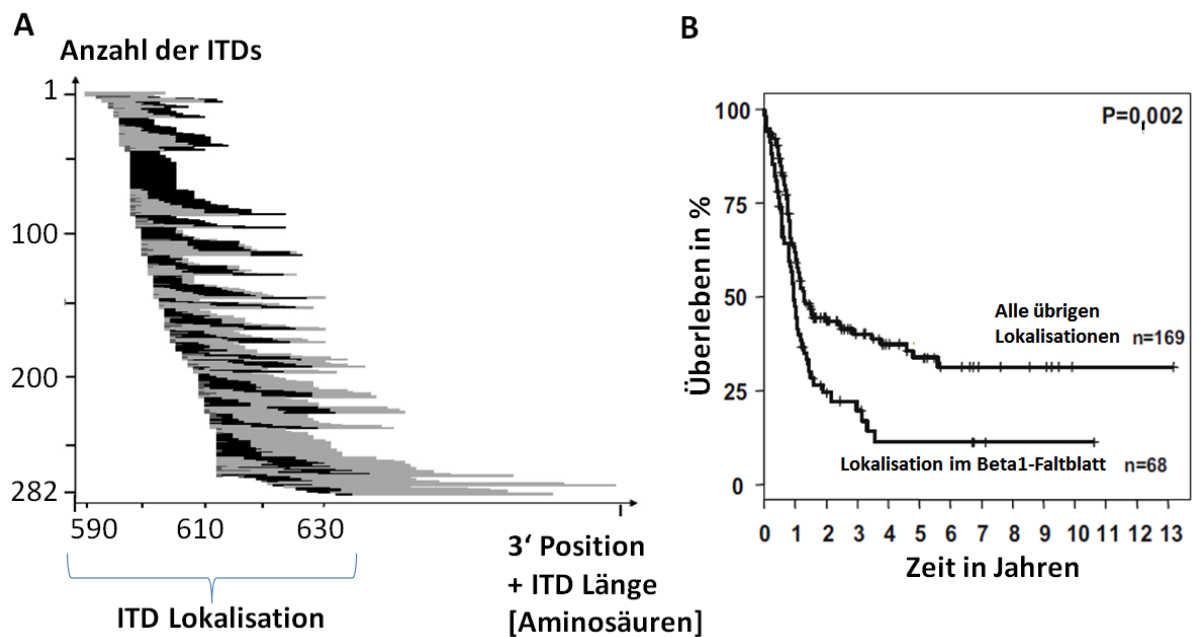 A
Anzahl der ITDs
1
100
200
282
590 610 630
3‘ Position
+ ITD Länge
[Aminosäuren]
ITD Lokalisation
B
P=0,002
100
75
50
25
0
Überleben in %
Alle übrigen
Lokalisationen n=169
Lokalisation im Beta1-Faltblatt n=68
0 1 2 3 4 5 6 7 8 9 10 11 12 13
Zeit in Jahren